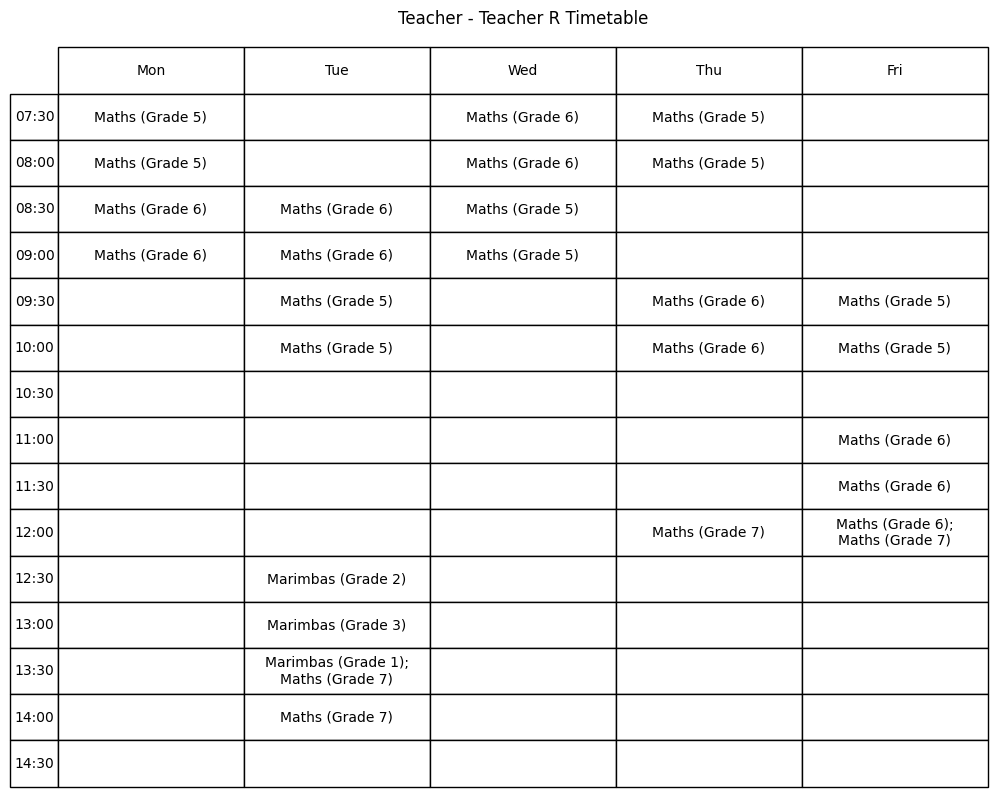 Teacher - Teacher R Timetable
Mon Tue Wed Thu Fri
07:30 Maths (Grade 5) Maths (Grade 6) Maths (Grade 5)
08:00 Maths (Grade 5) Maths (Grade 6) Maths (Grade 5)
08:30 Maths (Grade 6) Maths (Grade 6) Maths (Grade 5)
09:00 Maths (Grade 6) Maths (Grade 6) Maths (Grade 5)
09:30 Maths (Grade 5) Maths (Grade 6) Maths (Grade 5)
10:00 Maths (Grade 5) Maths (Grade 6) Maths (Grade 5)
10:30
11:00 Maths (Grade 6)
11:30 Maths (Grade 6)
12:00 Maths (Grade 7) Maths (Grade 6);
Maths (Grade 7)
12:30 Marimbas (Grade 2)
13:00 Marimbas (Grade 3)
13:30 Marimbas (Grade 1);
Maths (Grade 7)
14:00 Maths (Grade 7)
14:30